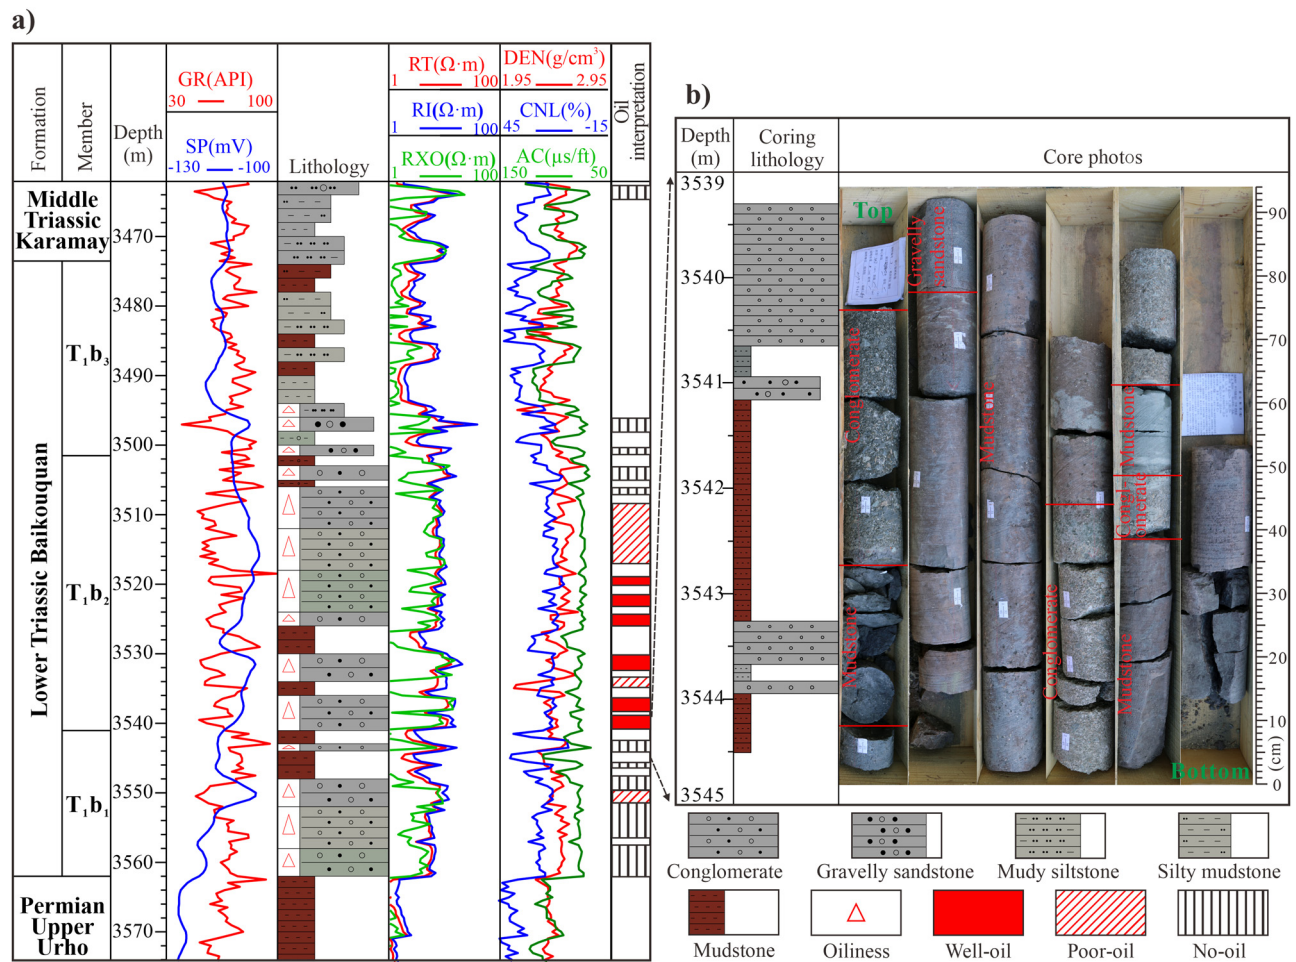 a)
Formation
Member
Depth
(m)
GR(API)
30 100
SP(mV)
-130 -100
Lithology
RT(Ω·m)
1 100
RI(Ω·m)
1 100
RXO(Ω·m)
1 100
DEN(g/cm³)
1.95 2.95
CNL(%)
45 -15
AC(µs/ft)
150 50
Oil
interpretation
Middle
Triassic
Karamay
Lower Triassic Baikouquan
T₁b₃
T₁b₂
T₁b₁
Permian
Upper
Urho
3470
3480
3490
3500
3510
3520
3530
3540
3550
3560
3570
b)
Depth
(m)
Coring
lithology
Core photos
3539
3540
3541
3542
3543
3544
3545
Top
Conglomerate
Mudstone
Gravelly
sandstone
Mudstone
Conglomerate
Mudstone
Congl-
omerate
Mudstone
Bottom
90
80
70
60
50
40
30
20
10
0
(cm)
Conglomerate
Gravelly sandstone
Mudy siltstone
Silty mudstone
Mudstone
Oiliness
Well-oil
Poor-oil
No-oil